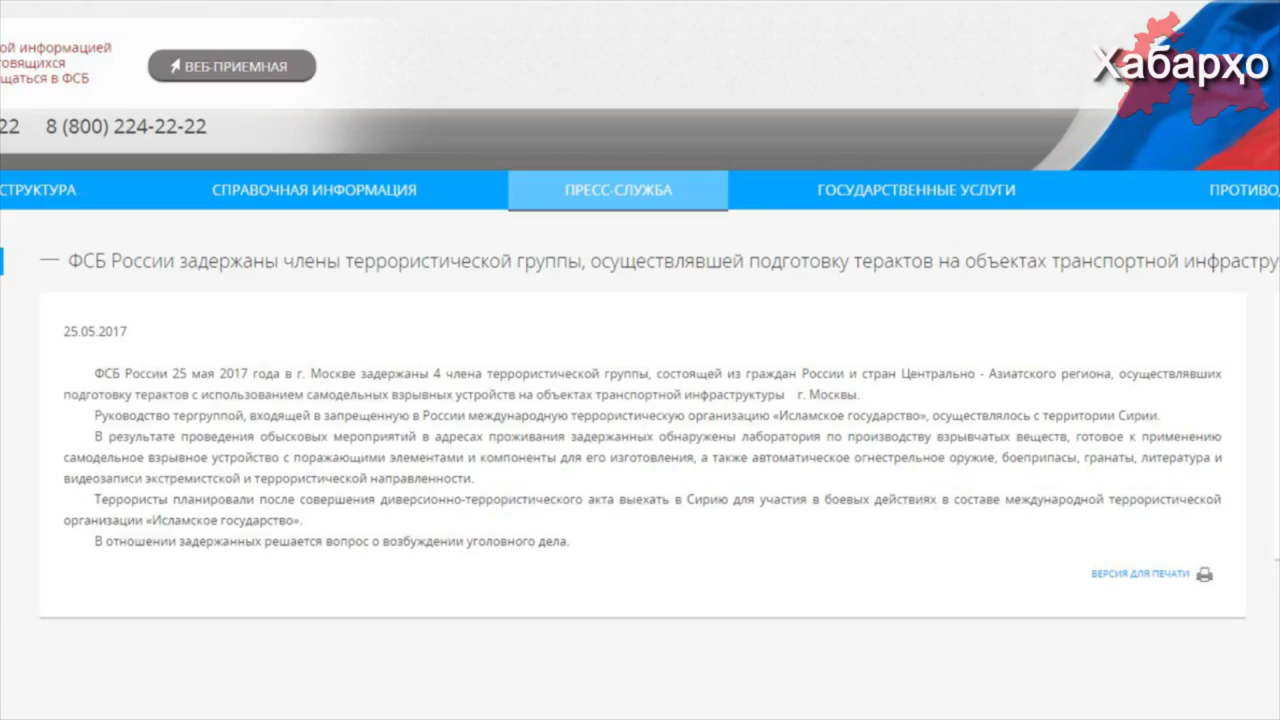 ой информацией
товящихся
щаться в ФСБ
ВЕБ-ПРИЕМНАЯ
Хабарҳо
22 8 (800) 224-22-22
СТРУКТУРА СПРАВОЧНАЯ ИНФОРМАЦИЯ ПРЕСС-СЛУЖБА ГОСУДАРСТВЕННЫЕ УСЛУГИ ПРОТИВО
— ФСБ России задержаны члены террористической группы, осуществлявшей подготовку терактов на объектах транспортной инфрастру
25.05.2017
ФСБ России 25 мая 2017 года в г. Москве задержаны 4 члена террористической группы, состоящей из граждан России и стран Центрально - Азиатского региона, осуществлявших
подготовку терактов с использованием самодельных взрывных устройств на объектах транспортной инфраструктуры г. Москвы.
Руководство тергруппой, входящей в запрещенную в России международную террористическую организацию «Исламское государство», осуществлялось с территории Сирии.
В результате проведения обысковых мероприятий в адресах проживания задержанных обнаружены лаборатория по производству взрывчатых веществ, готовое к применению
самодельное взрывное устройство с поражающими элементами и компоненты для его изготовления, а также автоматическое огнестрельное оружие, боеприпасы, гранаты, литература и
видеозаписи экстремистской и террористической направленности.
Террористы планировали после совершения диверсионно-террористического акта выехать в Сирию для участия в боевых действиях в составе международной террористической
организации «Исламское государство».
В отношении задержанных решается вопрос о возбуждении уголовного дела.
ВЕРСИЯ ДЛЯ ПЕЧАТИ